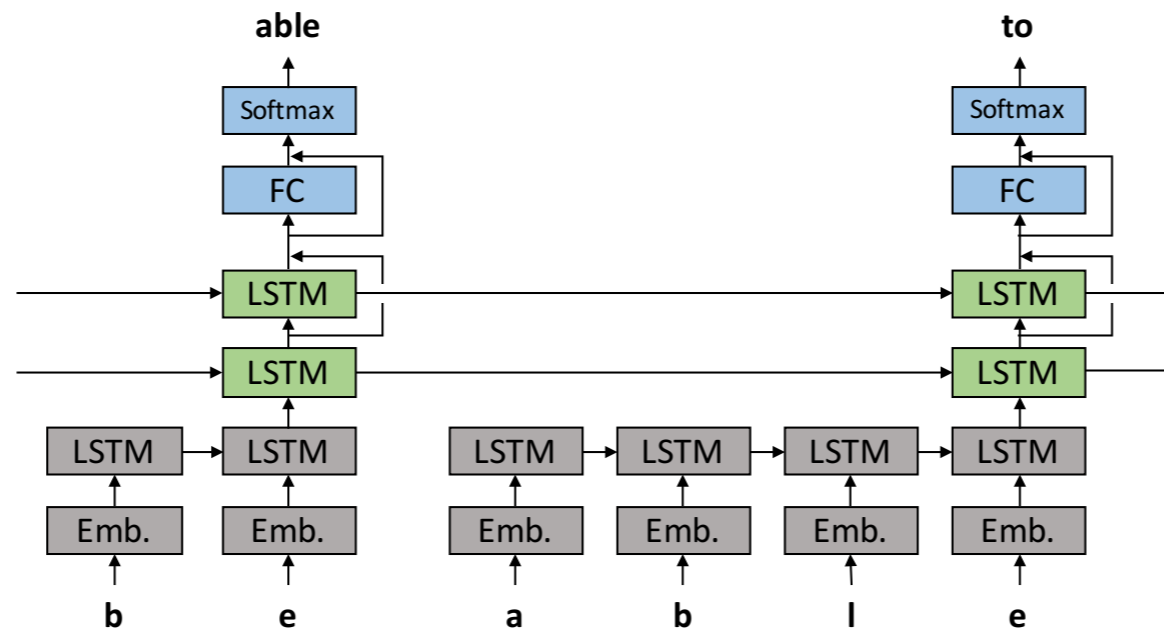 able to
Softmax Softmax
FC FC
LSTM LSTM
LSTM LSTM
LSTM LSTM LSTM LSTM LSTM LSTM
Emb. Emb. Emb. Emb. Emb. Emb.
b e a b l e